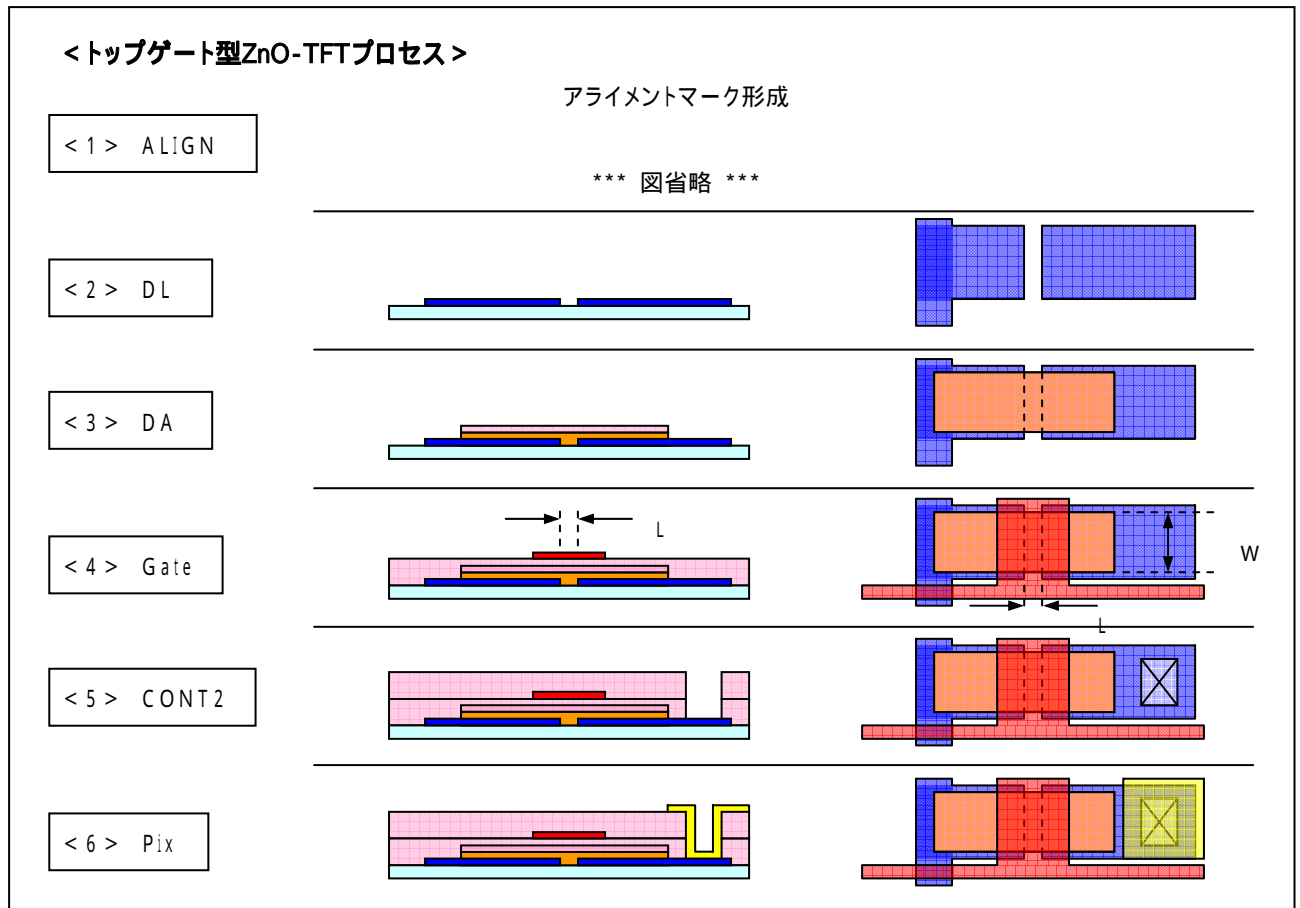 <トップゲート型ZnO-TFTプロセス>
アライメントマーク形成
<1> ALIGN
*** 図省略 ***
<2> DL
<3> DA
L
<4> Gate
W
L
<5> CONT2
<6> Pix